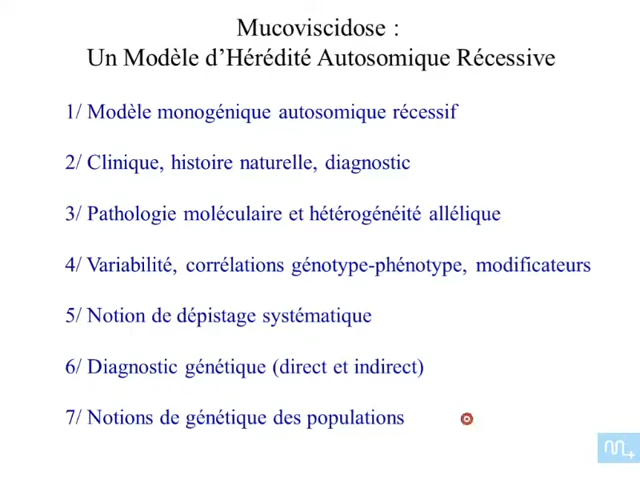 Mucoviscidose :
Un Modèle d'Hérédité Autosomique Récessive
1/ Modèle monogénique autosomique récessif
2/ Clinique, histoire naturelle, diagnostic
3/ Pathologie moléculaire et hétérogénéité allélique
4/ Variabilité, corrélations génotype-phénotype, modificateurs
5/ Notion de dépistage systématique
6/ Diagnostic génétique (direct et indirect)
7/ Notions de génétique des populations